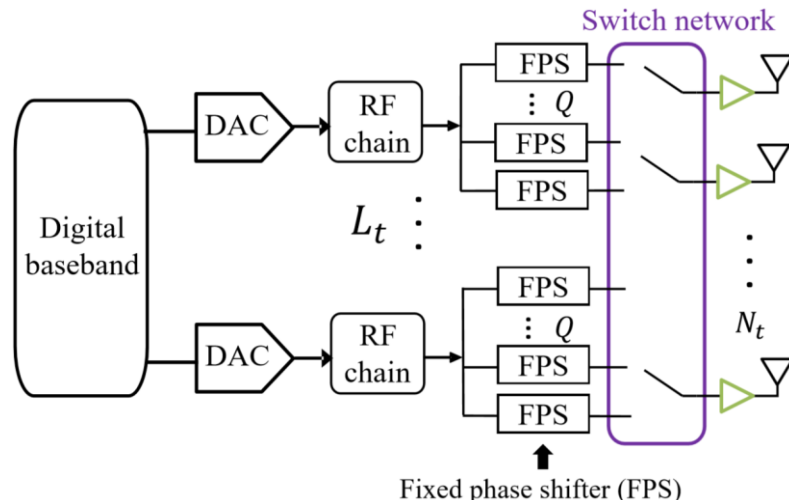 Switch network
FPS
DAC
RF
chain
⋮ Q
FPS
FPS
Digital
baseband
L_t ⋮
FPS
DAC
RF
chain
⋮ Q
N_t
FPS
FPS
Fixed phase shifter (FPS)